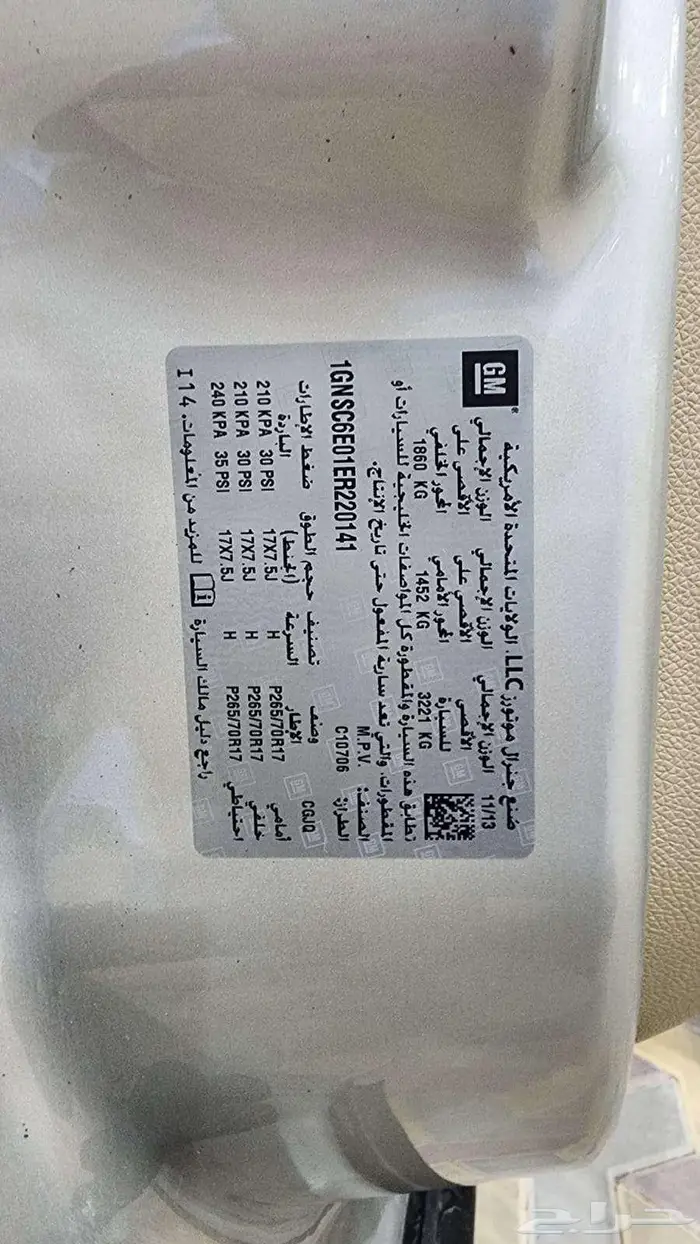 GM
صنع جنرال موتورز LLC. الولايات المتحدة الأمريكية
11/13 الوزن الإجمالي الوزن الإجمالي الوزن الإجمالي
الأقصى الأقصى على الأقصى على
للسيارة المحور الأمامي المحور الخلفي
3221 KG 1452 KG 1860 KG
تطابق هذه السيارة والمقطورة كل المواصفات الخليجية للسيارات أو
المقطورات، والتي تعد سارية المفعول حتى تاريخ الإنتاج.
الصنف: M.P.V.
الطراز: C10706 1GNSC6E01ER220141
CGJQ وصف الإطار تصنيف السرعة حجم الطوق (الجنط) ضغط الإطارات الباردة
أمامي P265/70R17 H 17X7.5J 210 KPA 30 PSI
خلفي P265/70R17 H 17X7.5J 210 KPA 30 PSI
احتياطي P265/70R17 H 17X7.5J 240 KPA 35 PSI
راجع دليل مالك السيارة للمزيد من المعلومات. I14
حراج